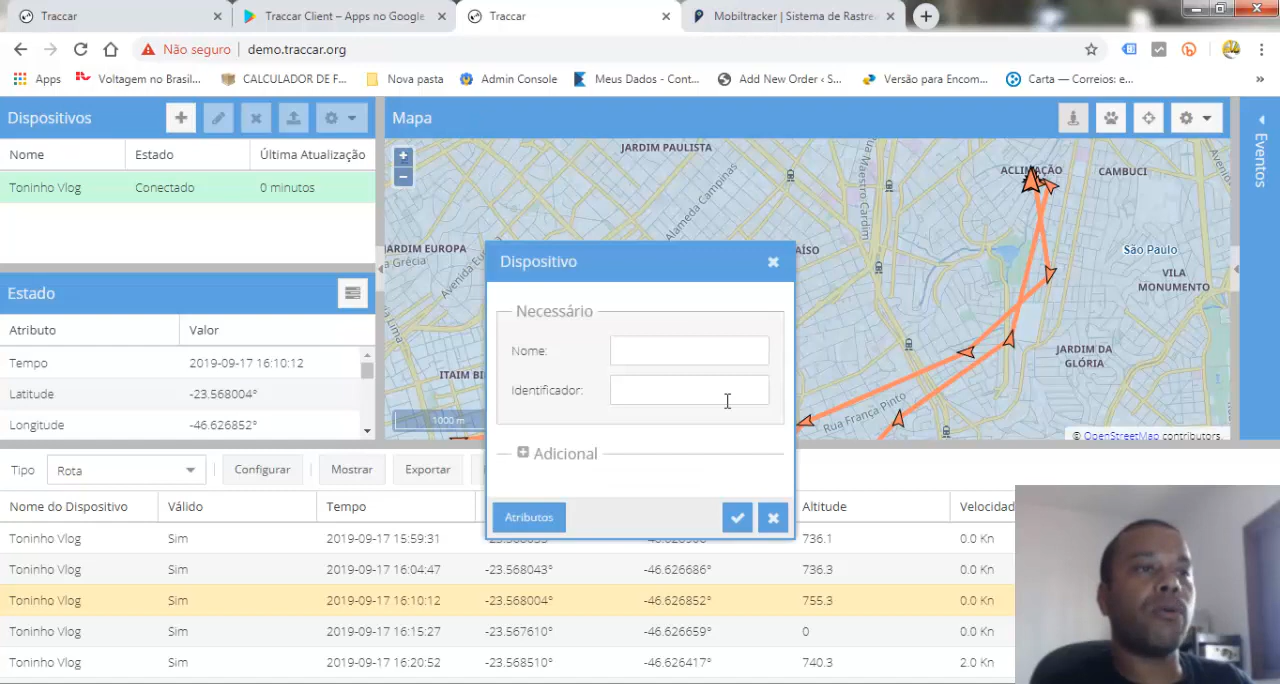 Traccar
Traccar Client – Apps no Google
Traccar
Mobiltracker | Sistema de Rastre
Não seguro
demo.traccar.org
Apps
Voltagem no Brasil...
CALCULADOR DE F...
Nova pasta
Admin Console
Meus Dados - Cont...
Add New Order ‹ S...
Versão para Encom...
Carta — Correios: e...
»
Dispositivos
Mapa
Eventos
Nome
Estado
Última Atualização
Toninho Vlog
Conectado
0 minutos
Estado
Atributo
Valor
Tempo
2019-09-17 16:10:12
Latitude
-23.568004°
Longitude
-46.626852°
+
−
JARDIM PAULISTA
Alameda Campinas
Rua Maestro Cardim
ACLIMAÇÃO
CAMBUCI
JARDIM EUROPA
a Grécia
Avenida Euro
AÍSO
São Paulo
VILA
MONUMENTO
JARDIM DA
GLÓRIA
ITAIM BI
Rua França Pinto
1000 m
© OpenStreetMap contributors.
Dispositivo
Necessário
Nome:
Identificador:
Adicional
Atributos
Tipo
Rota
Configurar
Mostrar
Exportar
Nome do Dispositivo
Válido
Tempo
Altitude
Velocidad
Toninho Vlog
Sim
2019-09-17 15:59:31
736.1
0.0 Kn
Toninho Vlog
Sim
2019-09-17 16:04:47
-23.568043°
-46.626686°
736.3
0.0 Kn
Toninho Vlog
Sim
2019-09-17 16:10:12
-23.568004°
-46.626852°
755.3
0.0 Kn
Toninho Vlog
Sim
2019-09-17 16:15:27
-23.567610°
-46.626659°
0
0.0 Kn
Toninho Vlog
Sim
2019-09-17 16:20:52
-23.568510°
-46.626417°
740.3
2.0 Kn